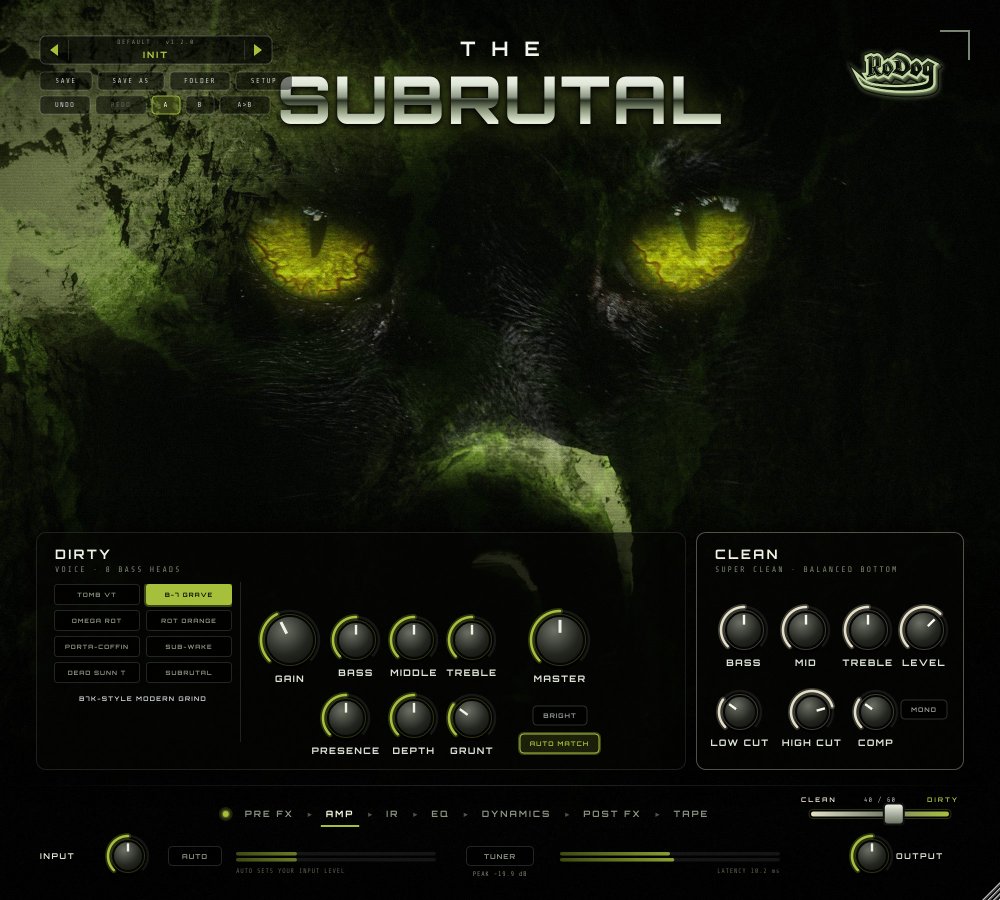 DEFAULT · v1.2.0
INIT
SAVE
SAVE AS
FOLDER
SETUP
UNDO
REDO
A
B
A>B
THE
SUBRUTAL
RoDog
DIRTY
VOICE · 8 BASS HEADS
TOMB VT
B-7 GRAVE
OMEGA ROT
ROT ORANGE
PORTA-COFFIN
SUB-WAKE
DEAD SUNN T
SUBRUTAL
B7K-STYLE MODERN GRIND
GAIN
BASS
MIDDLE
TREBLE
MASTER
PRESENCE
DEPTH
GRUNT
BRIGHT
AUTO MATCH
CLEAN
SUPER CLEAN · BALANCED BOTTOM
BASS
MID
TREBLE
LEVEL
LOW CUT
HIGH CUT
COMP
MONO
PRE FX ▸ AMP ▸ IR ▸ EQ ▸ DYNAMICS ▸ POST FX ▸ TAPE
CLEAN
40 / 60
DIRTY
INPUT
AUTO
AUTO SETS YOUR INPUT LEVEL
TUNER
PEAK -19.9 dB
LATENCY 10.2 ms
OUTPUT